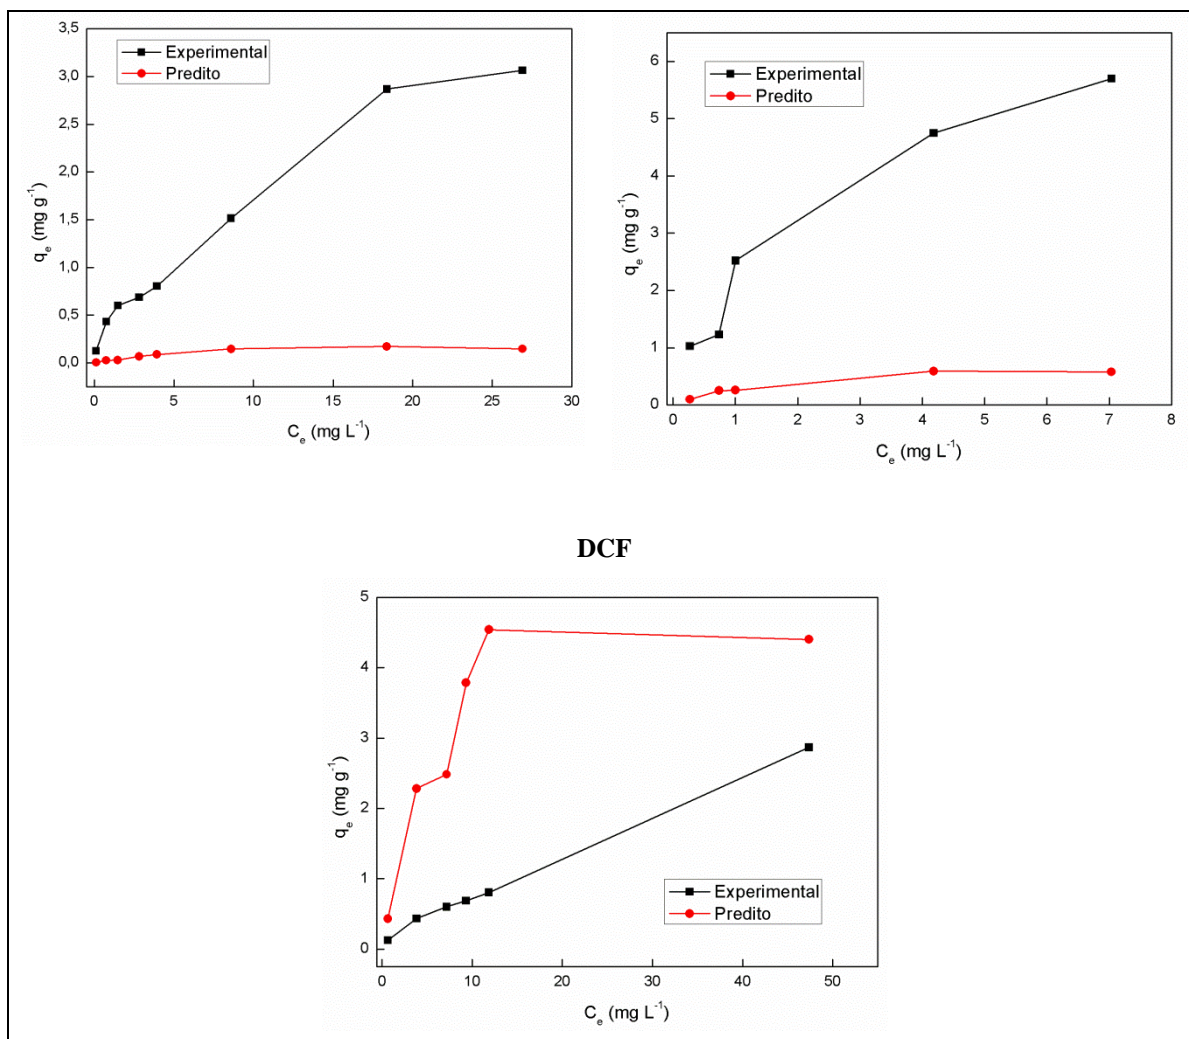 3,5
3,0
2,5
2,0
1,5
1,0
0,5
0,0
qe (mg g-1)
Experimental
Predito
0 5 10 15 20 25 30
Ce (mg L-1)
6
5
4
3
2
1
0
qe (mg g-1)
Experimental
Predito
0 1 2 3 4 5 6 7 8
Ce (mg L-1)
DCF
5
4
3
2
1
0
qe (mg g-1)
Experimental
Predito
0 10 20 30 40 50
Ce (mg L-1)